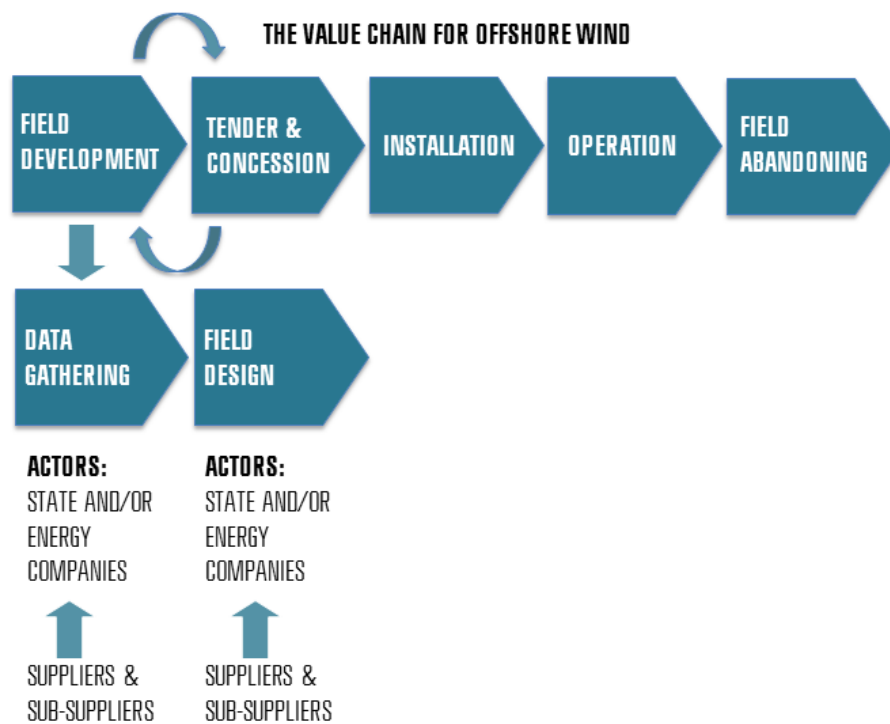 THE VALUE CHAIN FOR OFFSHORE WIND
FIELD
DEVELOPMENT
TENDER &
CONCESSION
INSTALLATION
OPERATION
FIELD
ABANDONING
DATA
GATHERING
FIELD
DESIGN
ACTORS:
STATE AND/OR
ENERGY
COMPANIES
ACTORS:
STATE AND/OR
ENERGY
COMPANIES
SUPPLIERS &
SUB-SUPPLIERS
SUPPLIERS &
SUB-SUPPLIERS